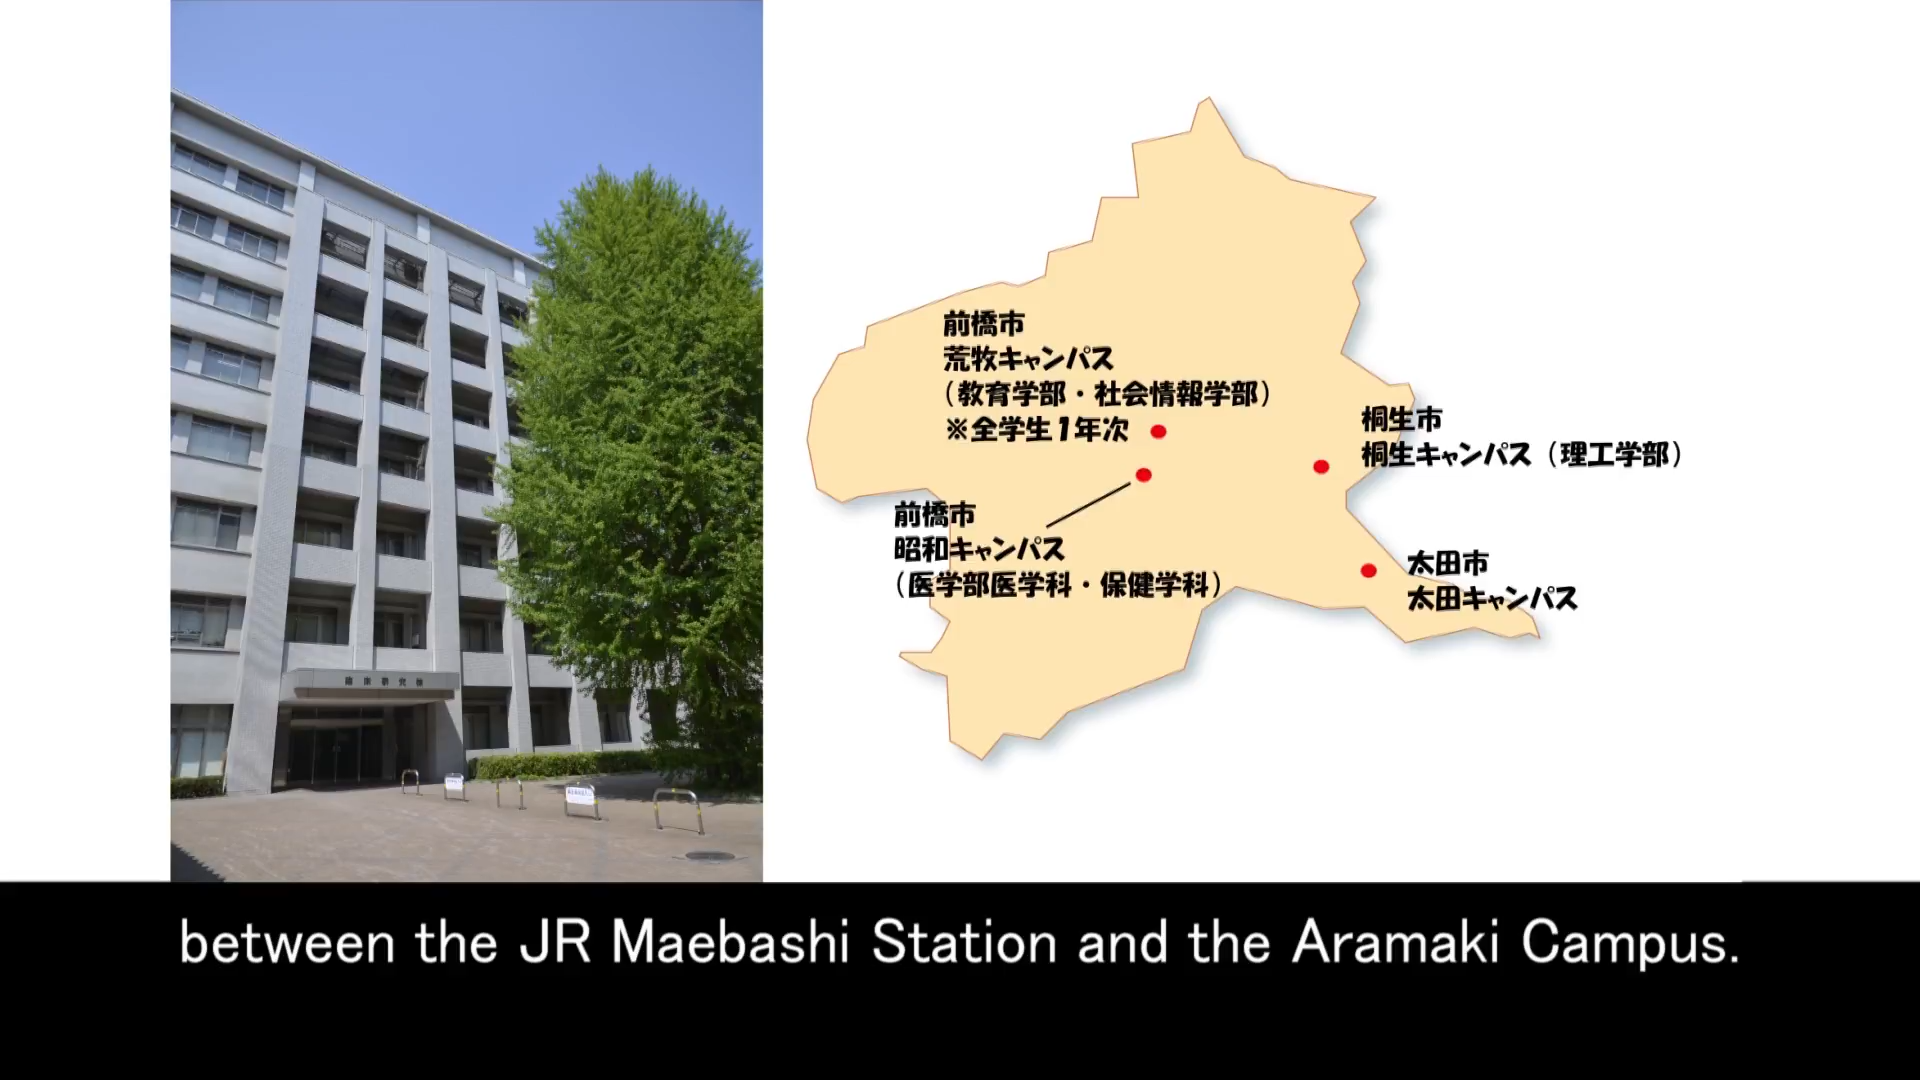 前橋市
荒牧キャンパス
（教育学部・社会情報学部）
※全学生1年次
桐生市
桐生キャンパス（理工学部）
前橋市
昭和キャンパス
（医学部医学科・保健学科）
太田市
太田キャンパス
between the JR Maebashi Station and the Aramaki Campus.